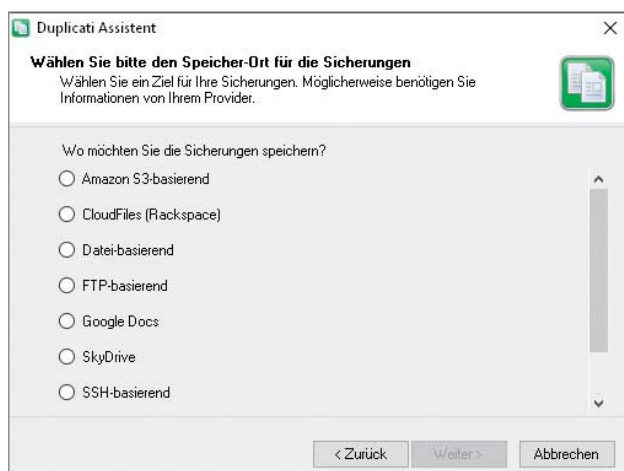 Duplicati Assistent
Wählen Sie bitte den Speicher-Ort für die Sicherungen
Wählen Sie ein Ziel für Ihre Sicherungen. Möglicherweise benötigen Sie
Informationen von Ihrem Provider.
Wo möchten Sie die Sicherungen speichern?
Amazon S3-basierend
CloudFiles (Rackspace)
Datei-basierend
FTP-basierend
Google Docs
SkyDrive
SSH-basierend
< Zurück Weiter > Abbrechen